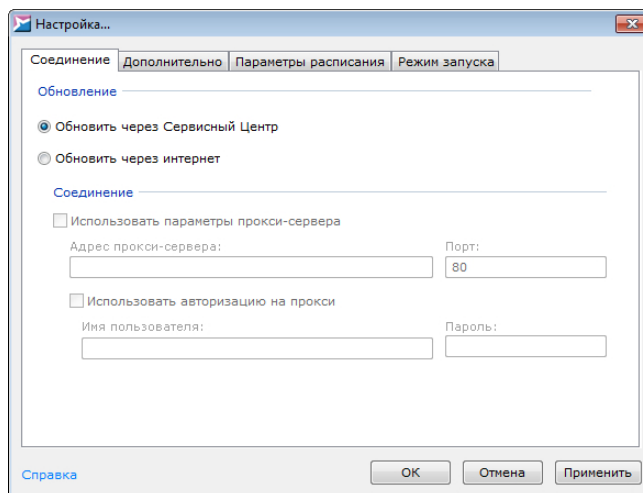 Настройка...
Соединение Дополнительно Параметры расписания Режим запуска
Обновление
Обновить через Сервисный Центр
Обновить через интернет
Соединение
Использовать параметры прокси-сервера
Адрес прокси-сервера: Порт:
80
Использовать авторизацию на прокси
Имя пользователя: Пароль:
Справка OK Отмена Применить